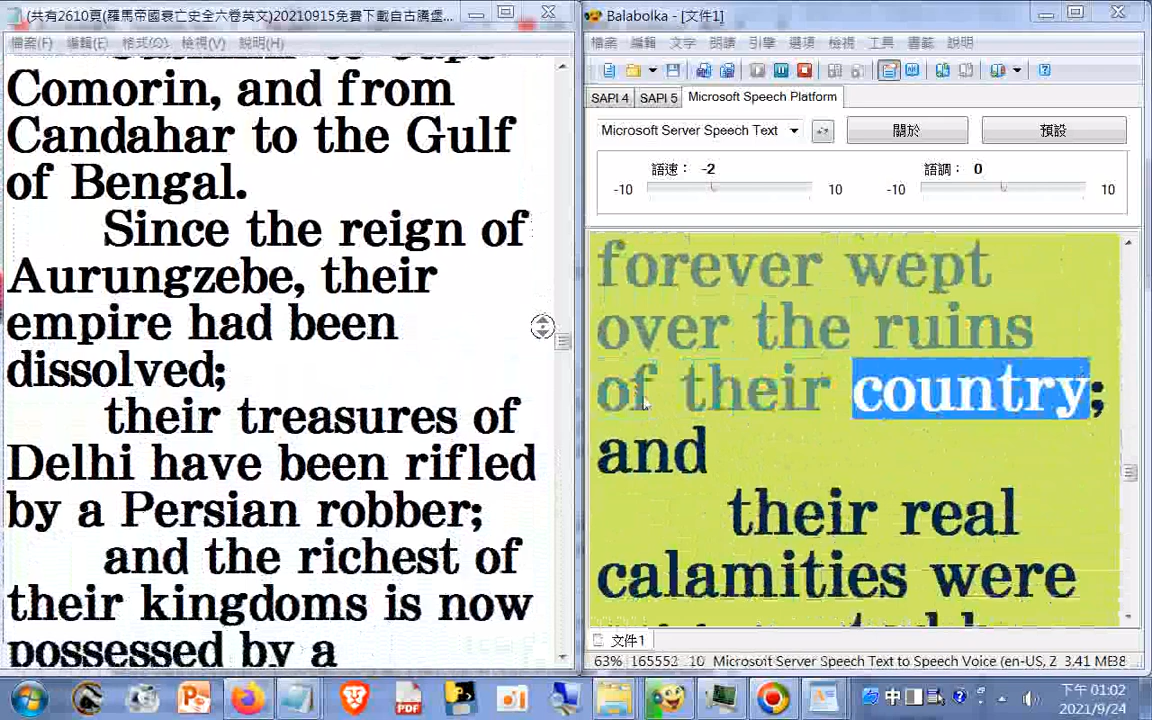 (共有2610頁(羅馬帝國衰亡史全六卷英文)20210915免費下載自古騰堡...
檔案(F) 編輯(E) 格式(O) 檢視(V) 說明(H)
Comorin, and from
Candahar to the Gulf
of Bengal.
Since the reign of
Aurungzebe, their
empire had been
dissolved;
their treasures of
Delhi have been rifled
by a Persian robber;
and the richest of
their kingdoms is now
possessed by a
Balabolka - [文件1]
檔案 編輯 文字 朗讀 引擎 選項 檢視 工具 書籤 說明
SAPI 4 SAPI 5 Microsoft Speech Platform
Microsoft Server Speech Text 關於 預設
語速： -2 語調： 0
-10 10 -10 10
forever wept
over the ruins
of their country;
and
their real
calamities were
文件1
63% 165552 10 Microsoft Server Speech Text to Speech Voice (en-US, Z 3.41 MB
中
下午 01:02
2021/9/24